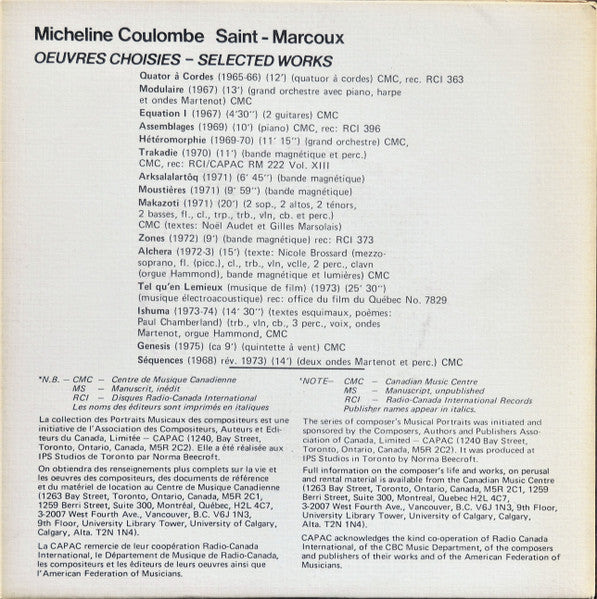 Micheline Coulombe Saint-Marcoux
OEUVRES CHOISIES – SELECTED WORKS
Quator à Cordes (1965-66) (12') (quatuor à cordes) CMC, rec. RCI 363
Modulaire (1967) (13') (grand orchestre avec piano, harpe
et ondes Martenot) CMC
Equation I (1967) (4'30'') (2 guitares) CMC
Assemblages (1969) (10') (piano) CMC, rec: RCI 396
Hétéromorphie (1969-70) (11' 15'') (grand orchestre) CMC,
Trakadie (1970) (11') (bande magnétique et perc.)
CMC, rec: RCI/CAPAC RM 222 Vol. XIII
Arksalalartôq (1971) (6' 45'') (bande magnétique)
Moustières (1971) (9' 59'') (bande magnétique)
Makazoti (1971) (20') (2 sop., 2 altos, 2 ténors,
2 basses, fl., cl., trp., trb., vln, cb. et perc.)
CMC (textes: Noël Audet et Gilles Marsolais)
Zones (1972) (9') (bande magnétique) rec: RCI 373
Alchera (1972-3) (15') (texte: Nicole Brossard (mezzo-
soprano, fl. (picc.), cl., trb., vln, vclle, 2 perc., clavn
(orgue Hammond), bande magnétique et lumières) CMC
Tel qu'en Lemieux (musique de film) (1973) (25' 30'')
(musique électroacoustique) rec: office du film du Québec No. 7829
Ishuma (1973-74) (14' 30'') (textes esquimaux, poèmes:
Paul Chamberland) (trb., vln, cb., 3 perc., voix, ondes
Martenot, orgue Hammond, CMC
Genesis (1975) (ca 9') (quintette à vent) CMC
Séquences (1968) rév. 1973) (14') (deux ondes Martenot et perc.) CMC
*N.B. – CMC – Centre de Musique Canadienne
MS – Manuscrit, inédit
RCI – Disques Radio-Canada International
Les noms des éditeurs sont imprimés en italiques
La collection des Portraits Musicaux des compositeurs est une
initiative de l'Association des Compositeurs, Auteurs et Edi-
teurs du Canada, Limitée – CAPAC (1240, Bay Street,
Toronto, Ontario, Canada, M5R 2C2). Elle a été réalisée aux
IPS Studios de Toronto par Norma Beecroft.
On obtiendra des renseignements plus complets sur la vie et
les oeuvres des compositeurs, des documents de référence
et du matériel de location au Centre de Musique Canadienne
(1263 Bay Street, Toronto, Ontario, Canada, M5R 2C1,
1259 Berri Street, Suite 300, Montréal, Québec, H2L 4C7,
3-2007 West Fourth Ave., Vancouver, B.C. V6J 1N3,
9th Floor, University Library Tower, University of Calgary,
Calgary, Alta. T2N 1N4).
La CAPAC remercie de leur coopération Radio-Canada
International, le Département de Musique de Radio-Canada,
les compositeurs et les éditeurs de leurs oeuvres ainsi que
l'American Federation of Musicians.
*NOTE– CMC – Canadian Music Centre
MS – Manuscript, unpublished
RCI – Radio-Canada International Records
Publisher names appear in italics.
The series of composer's Musical Portraits was initiated and
sponsored by the Composers, Authors and Publishers Asso-
ciation of Canada, Limited – CAPAC (1240 Bay Street,
Toronto, Ontario, Canada, M5R 2C2). It was produced at
IPS Studios in Toronto by Norma Beecroft.
Full information on the composer's life and works, on perusal
and rental material is available from the Canadian Music Centre
(1263 Bay Street, Toronto, Ontario, Canada, M5R 2C1, 1259
Berri Street, Suite 300, Montreal, Quebec H2L 4C7,
3-2007 West Fourth Ave., Vancouver, B.C. V6J 1N3, 9th Floor,
University Library Tower, University of Calgary, Calgary,
Alta. T2N 1N4).
CAPAC acknowledges the kind co-operation of Radio Canada
International, of the CBC Music Department, of the composers
and publishers of their works and of the American Federation
of Musicians.